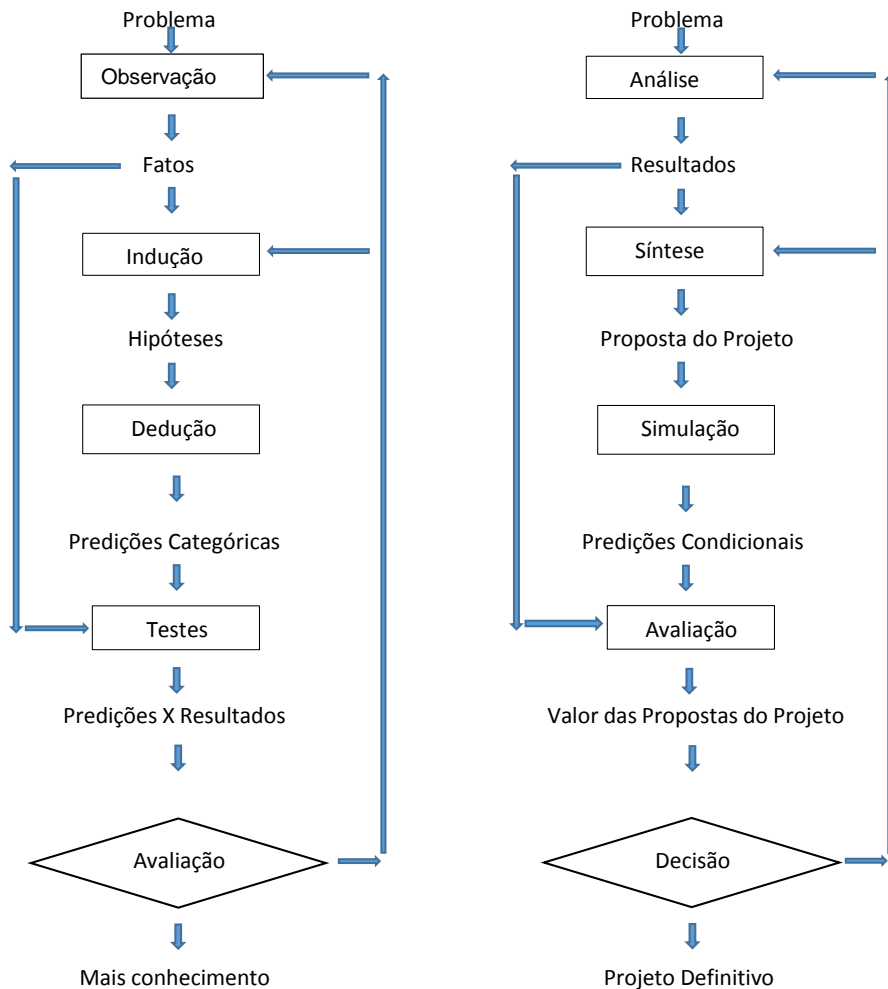 Problema
Observação
Fatos
Indução
Hipóteses
Dedução
Predições Categóricas
Testes
Predições X Resultados
Avaliação
Mais conhecimento
Problema
Análise
Resultados
Síntese
Proposta do Projeto
Simulação
Predições Condicionais
Avaliação
Valor das Propostas do Projeto
Decisão
Projeto Definitivo